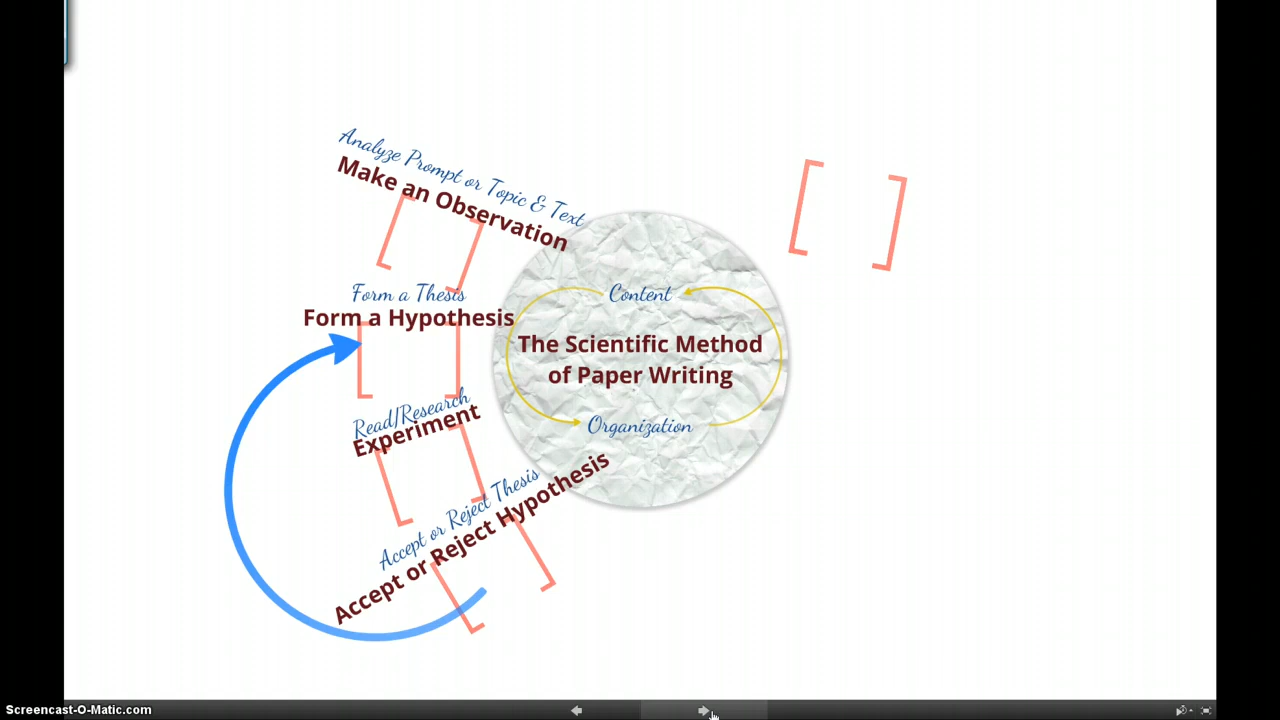 Analyze Prompt or Topic & Text
Make an Observation
Form a Thesis
Form a Hypothesis
Read/Research
Experiment
Accept or Reject Thesis
Accept or Reject Hypothesis
Content
The Scientific Method
of Paper Writing
Organization
Screencast-O-Matic.com